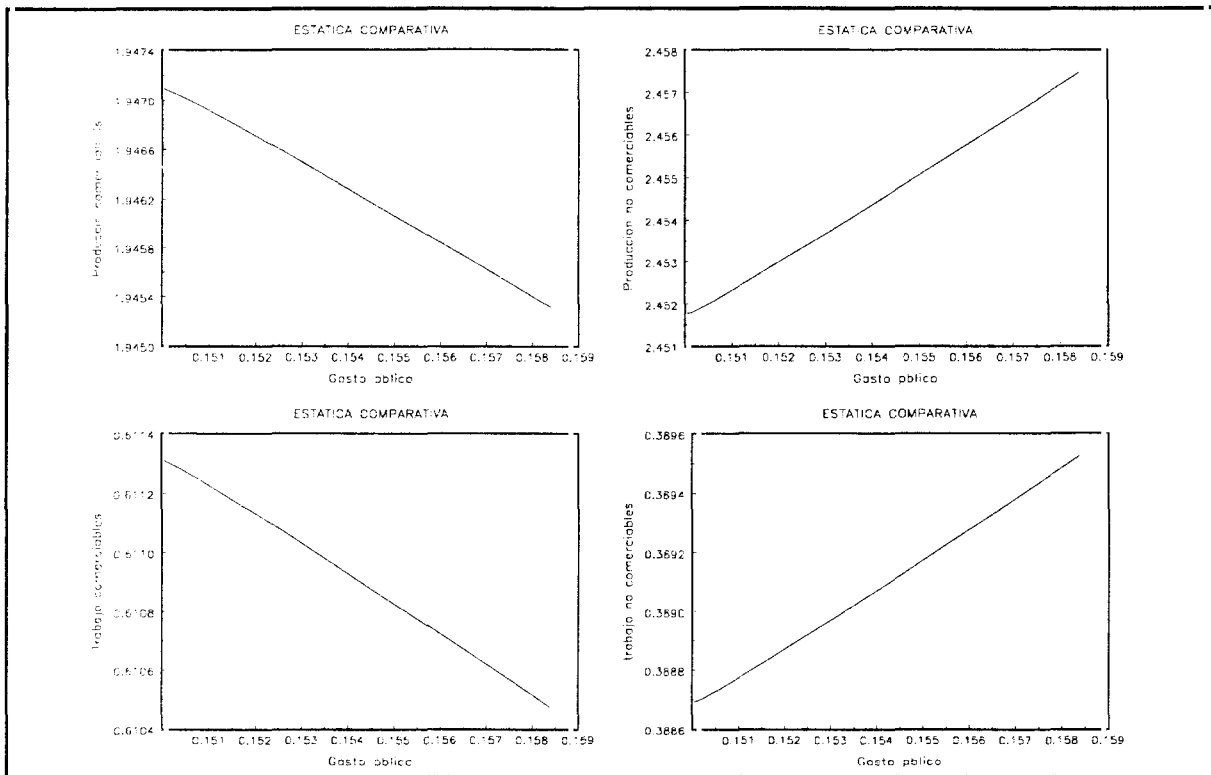 ESTATICA COMPARATIVA
1.9474
1.9470
1.9466
1.9462
1.9458
1.9454
1.9450
Produccion
0.151 0.152 0.153 0.154 0.155 0.156 0.157 0.158 0.159
Gasto pblico
ESTATICA COMPARATIVA
2.458
2.457
2.456
2.455
2.454
2.453
2.452
2.451
Produccion no comerciables
0.151 0.152 0.153 0.154 0.155 0.156 0.157 0.158 0.159
Gasto pblico
ESTATICA COMPARATIVA
0.6114
0.6112
0.6110
0.6108
0.6106
0.6104
Trabajo comerciables
0.151 0.152 0.153 0.154 0.155 0.156 0.157 0.158 0.159
Gasto pblico
ESTATICA COMPARATIVA
0.3896
0.3894
0.3892
0.3890
0.3888
0.3886
trabajo no comerciables
0.151 0.152 0.153 0.154 0.155 0.156 0.157 0.158 0.159
Gasto pblico